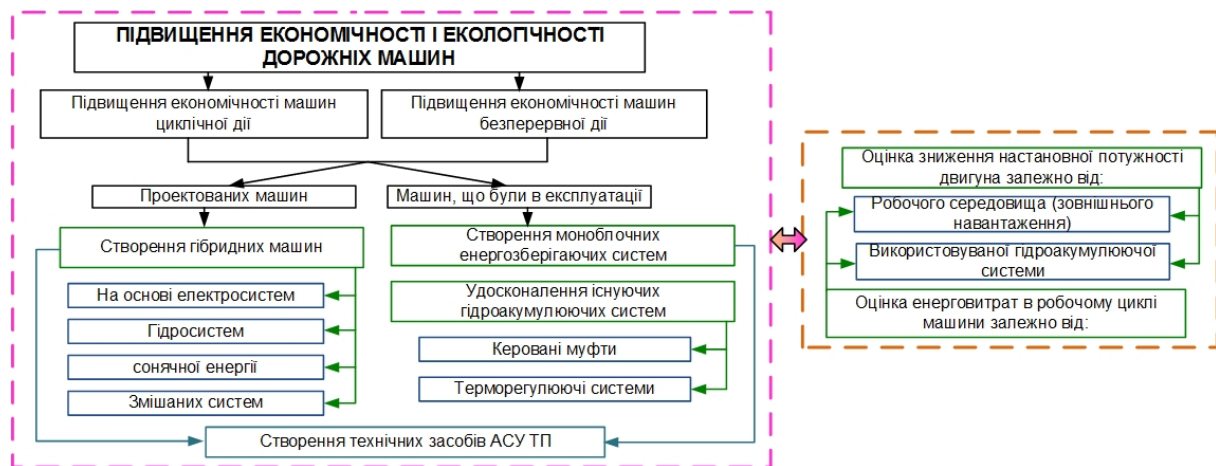 ПІДВИЩЕННЯ ЕКОНОМІЧНОСТІ І ЕКОЛОГІЧНОСТІ
ДОРОЖНІХ МАШИН
Підвищення економічності машин
циклічної дії
Підвищення економічності машин
безперервної дії
Проектованих машин
Машин, що були в експлуатації
Створення гібридних машин
Створення моноблочних
енергозберігаючих систем
На основі електросистем
Гідросистем
сонячної енергії
Змішаних систем
Удосконалення існуючих
гідроакумулюючих систем
Керовані муфти
Терморегулюючі системи
Створення технічних засобів АСУ ТП
Оцінка зниження настановної потужності
двигуна залежно від:
Робочого середовища (зовнішнього
навантаження)
Використовуваної гідроакумулюючої
системи
Оцінка енерговитрат в робочому циклі
машини залежно від: